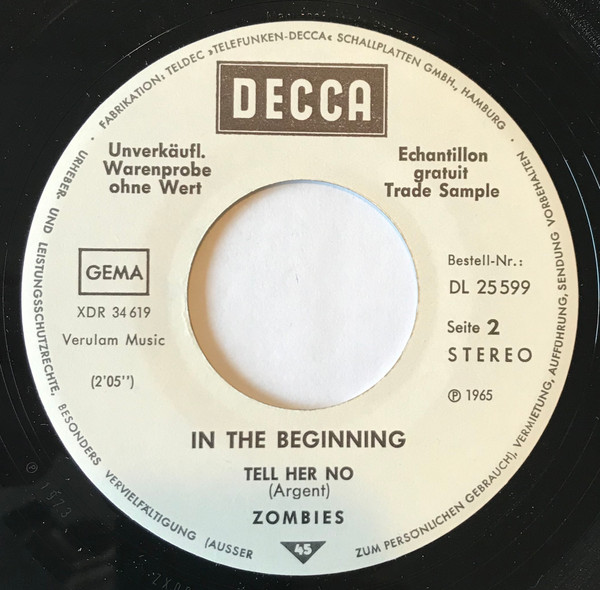 · FABRIKATION: TELDEC »TELEFUNKEN-DECCA« SCHALLPLATTEN GMBH., HAMBURG ·
URHEBER- UND LEISTUNGSSCHUTZRECHTE, BESONDERS VERVIELFÄLTIGUNG (AUSSER ZUM PERSÖNLICHEN GEBRAUCH), VERMIETUNG, AUFFÜHRUNG, SENDUNG VORBEHALTEN ·
DECCA
Unverkäufl.
Warenprobe
ohne Wert
Echantillon
gratuit
Trade Sample
GEMA
XDR 34 619
Verulam Music
(2'05'')
Bestell-Nr.:
DL 25 599
Seite 2
STEREO
℗ 1965
IN THE BEGINNING
TELL HER NO
(Argent)
ZOMBIES
45